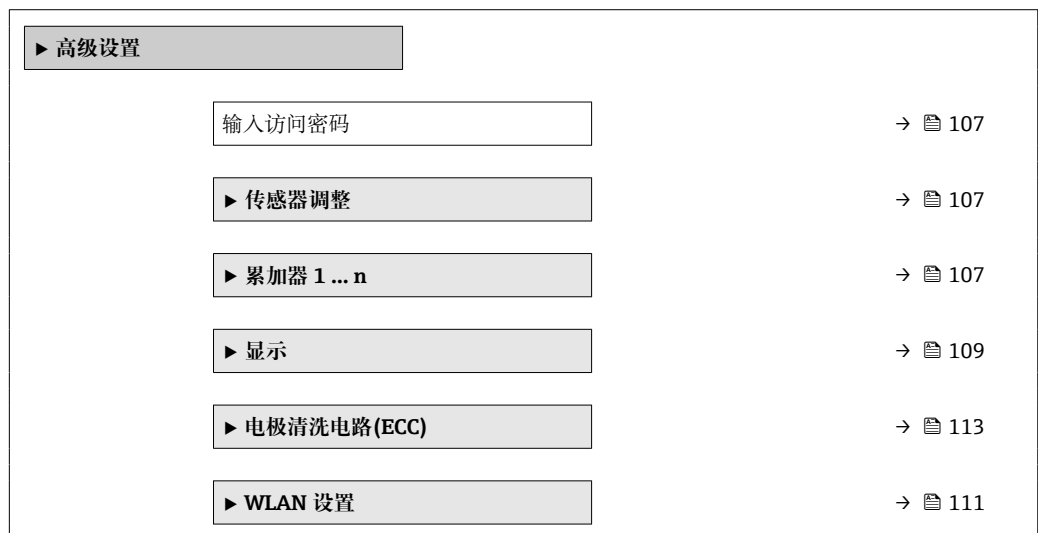 ▶ 高级设置
输入访问密码 → 🖺 107
▶ 传感器调整 → 🖺 107
▶ 累加器 1 ... n → 🖺 107
▶ 显示 → 🖺 109
▶ 电极清洗电路(ECC) → 🖺 113
▶ WLAN 设置 → 🖺 111